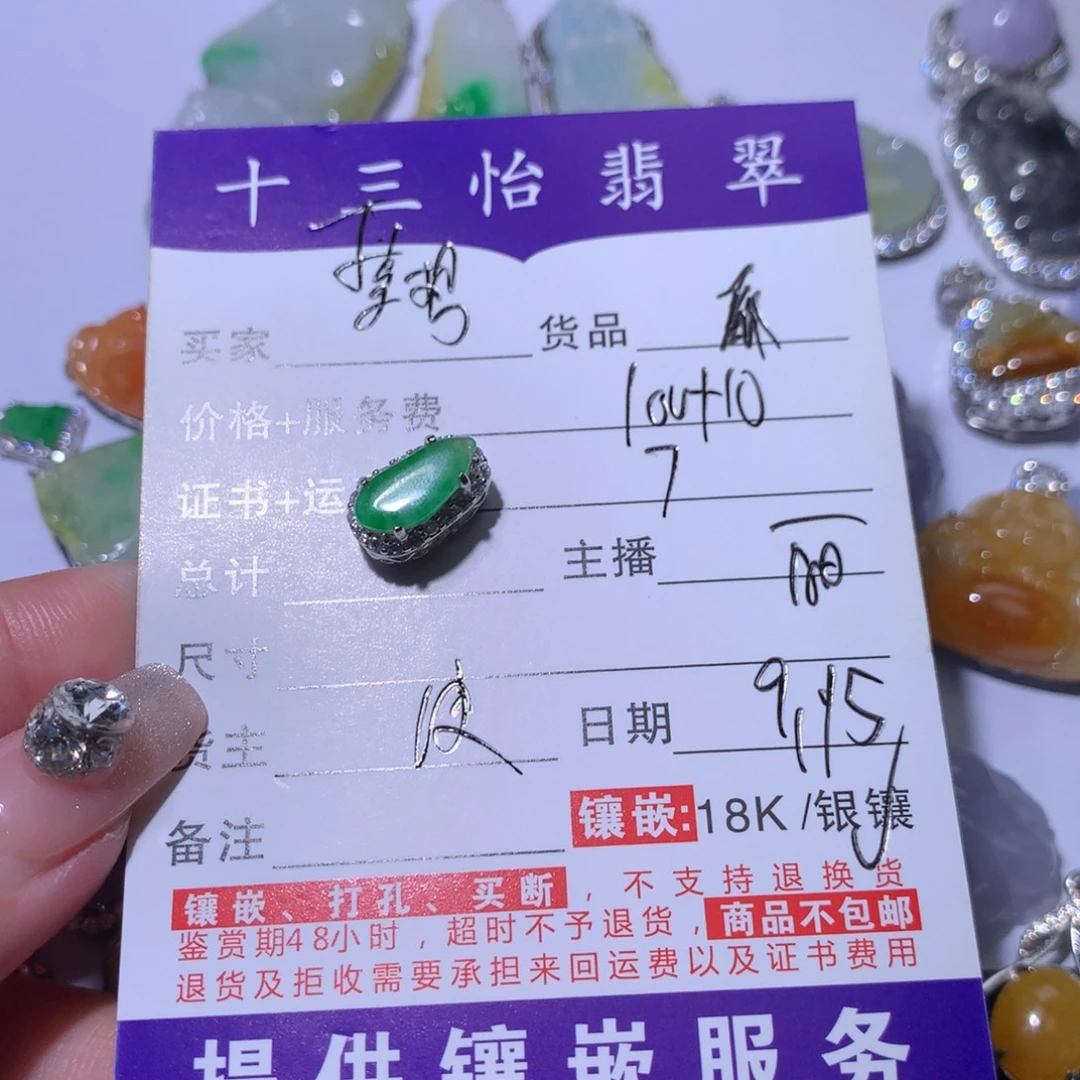 十三怡翡翠
买家 货品
价格+服务费 100+10
证书+运 7
总计 主播
尺寸
货主 日期 9,15
备注 镶嵌:18K/银镶
镶嵌、打孔、买断，不支持退换货
鉴赏期48小时，超时不予退货，商品不包邮
退货及拒收需要承担来回运费以及证书费用
提供镶嵌服务